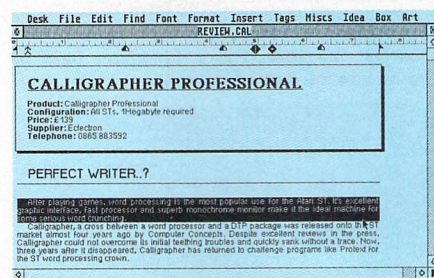 Desk File Edit Find Font Format Insert Tags Miscs Idea Box Art
REVIEW.CAL
CALLIGRAPHER PROFESSIONAL
Product: Calligrapher Professional
Configuration: All STs, 1Megabyte required
Price: £139
Supplier: Eclectron
Telephone: 0865 883592
PERFECT WRITER..?
After playing games, word processing is the most popular use for the Atari ST. It's excellent
graphic interface, fast processor and superb monochrome monitor make it the ideal machine for
some serious word crunching.
Calligrapher, a cross between a word processor and a DTP package was released onto the ST
market almost four years ago by Computer Concepts. Despite excellent reviews in the press,
Calligrapher could not overcome its initial teething troubles and quickly sank without a trace. Now,
three years after it disappeared, Calligrapher has returned to challenge programs like Protext for
the ST word processing crown.